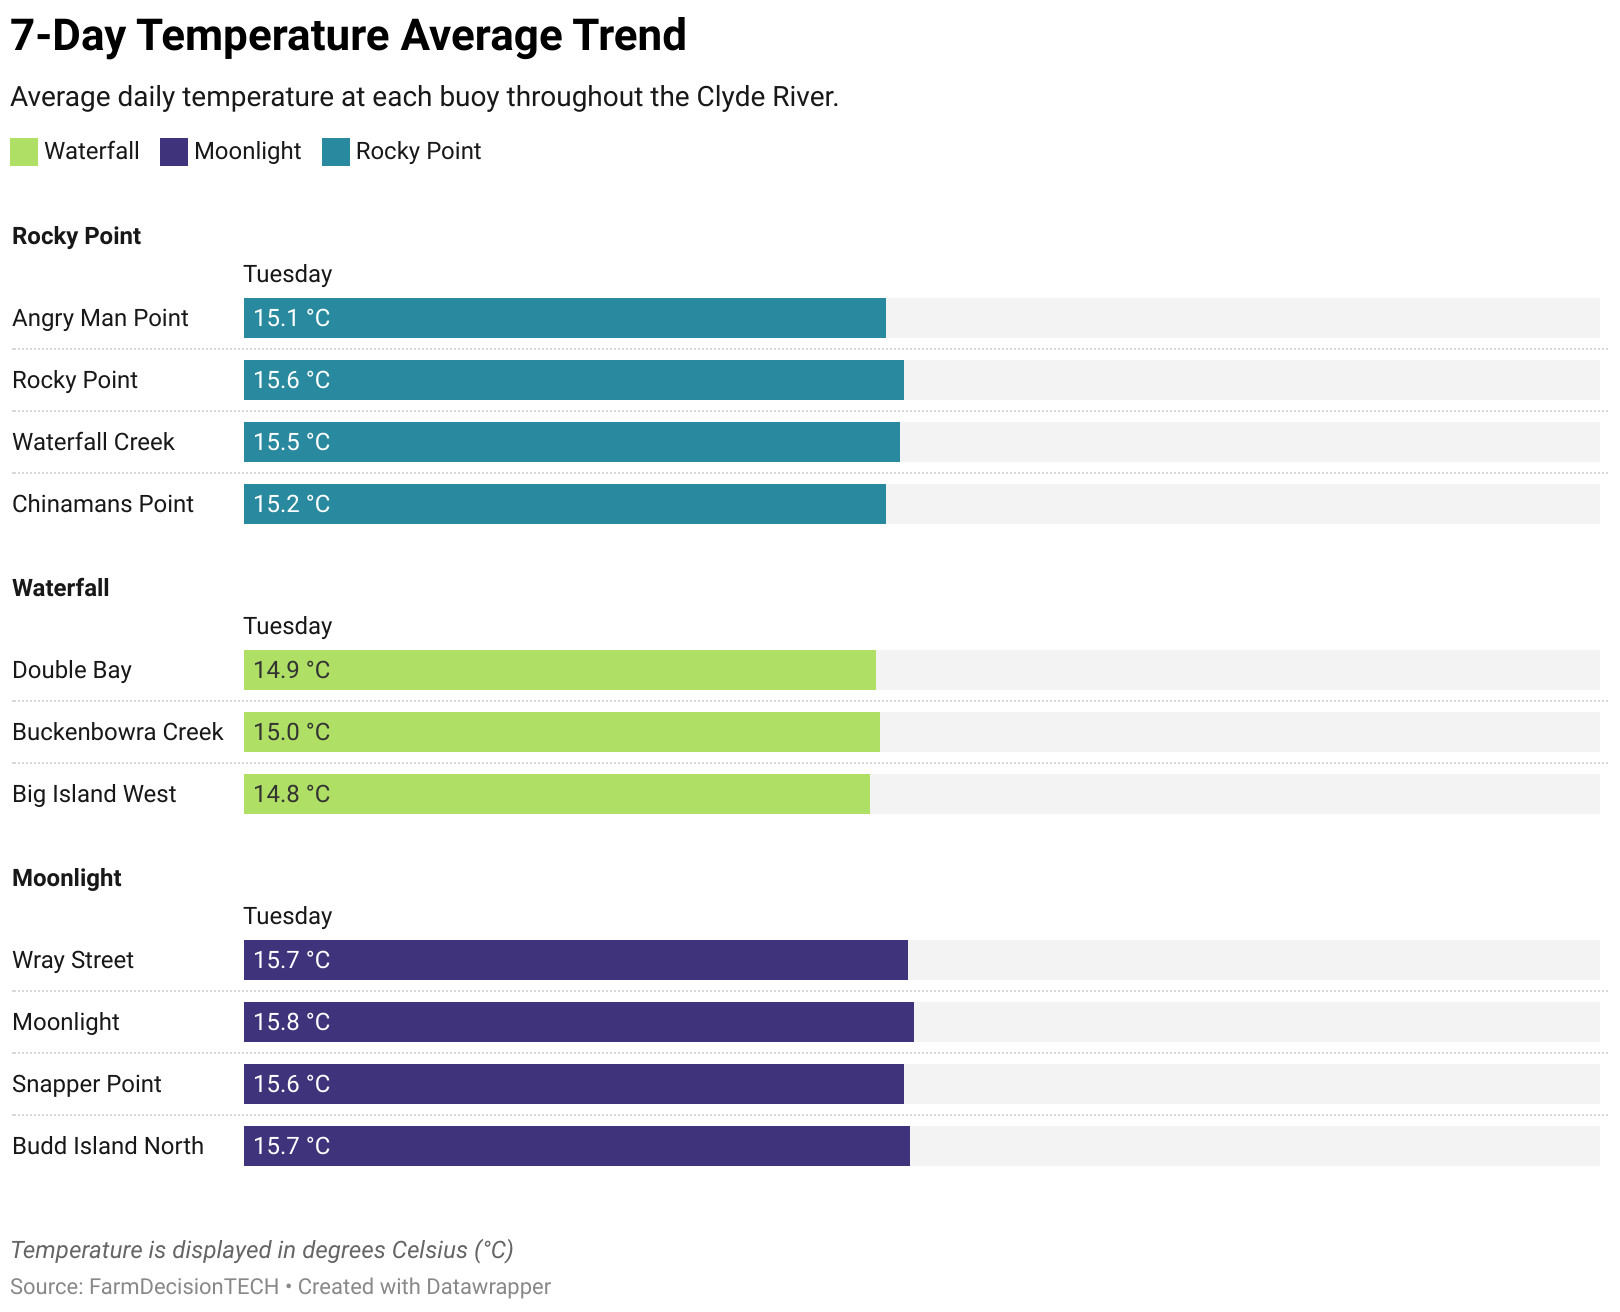 7-Day Temperature Average Trend
Average daily temperature at each buoy throughout the Clyde River.
Waterfall Moonlight Rocky Point
Rocky Point
Tuesday
Angry Man Point 15.1 °C
Rocky Point 15.6 °C
Waterfall Creek 15.5 °C
Chinamans Point 15.2 °C
Waterfall
Tuesday
Double Bay 14.9 °C
Buckenbowra Creek 15.0 °C
Big Island West 14.8 °C
Moonlight
Tuesday
Wray Street 15.7 °C
Moonlight 15.8 °C
Snapper Point 15.6 °C
Budd Island North 15.7 °C
Temperature is displayed in degrees Celsius (°C)
Source: FarmDecisionTECH • Created with Datawrapper